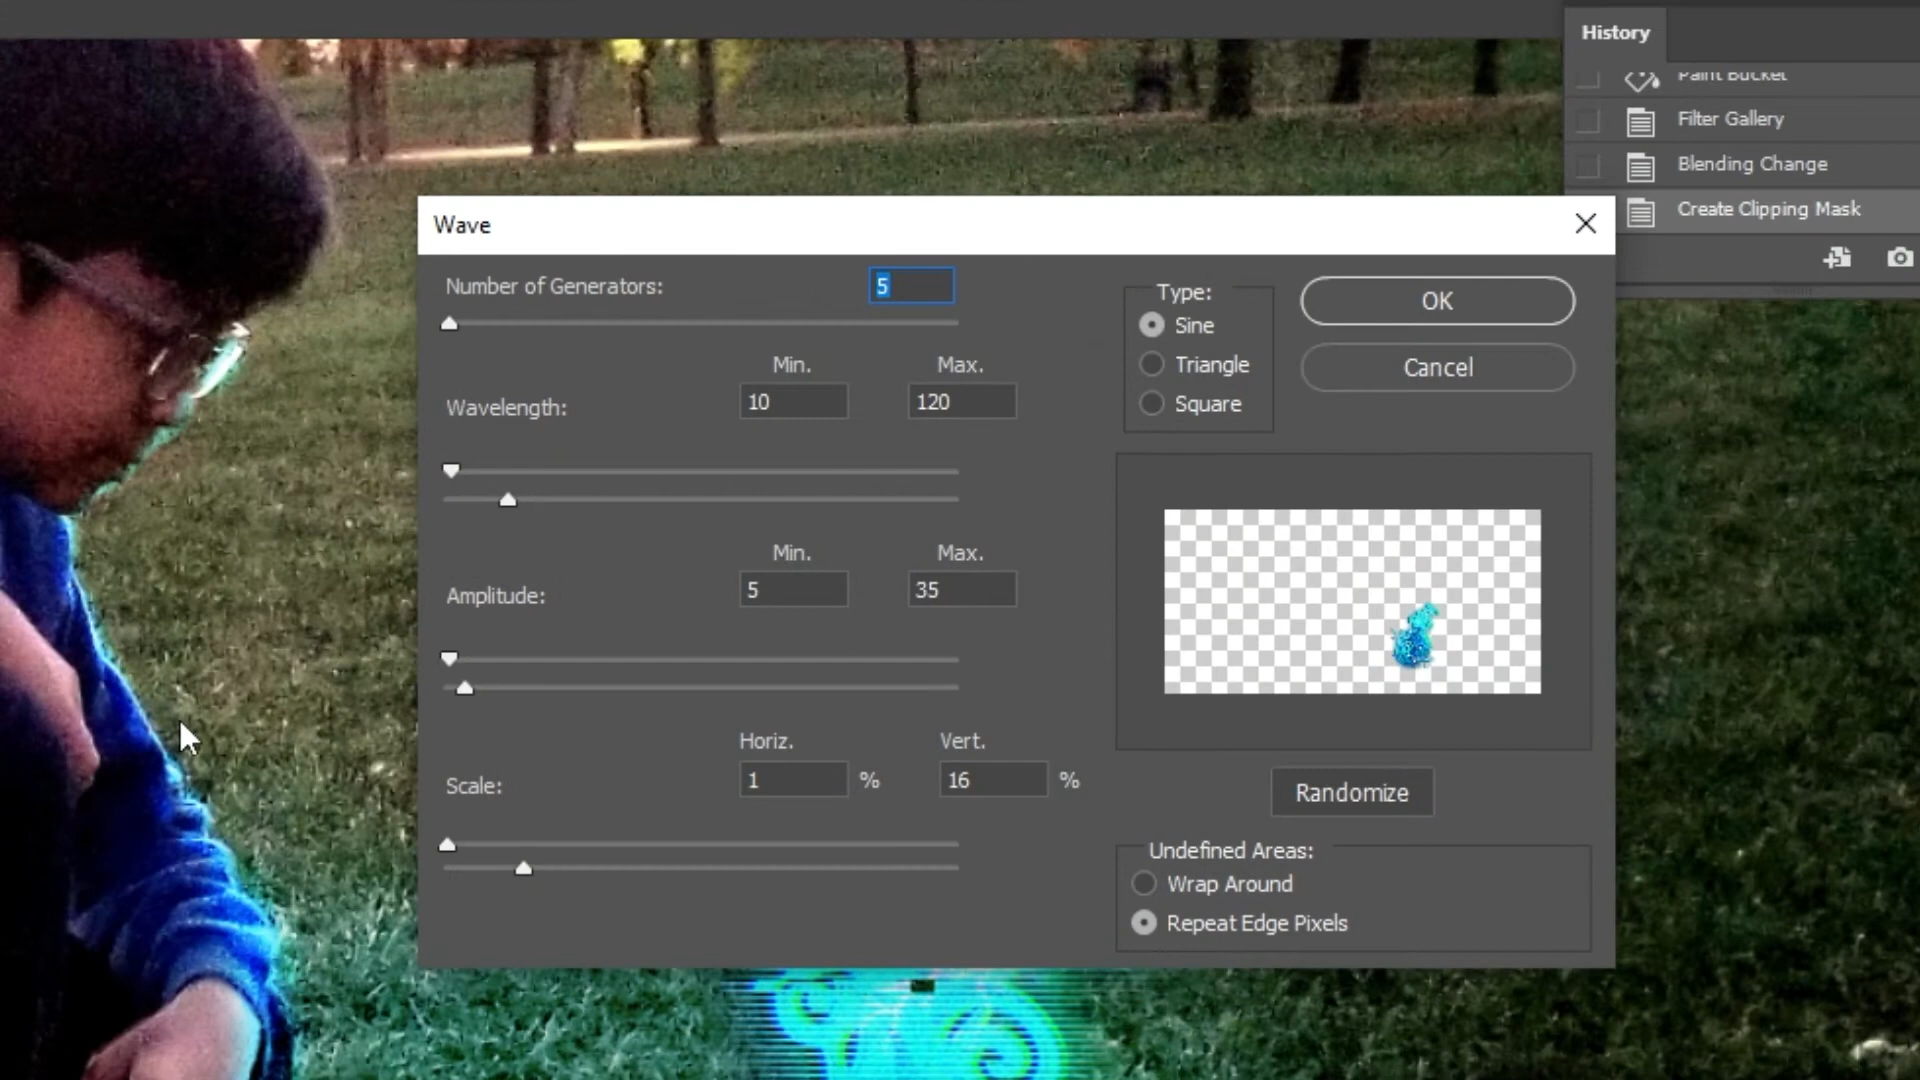 History
Paint Bucket
Filter Gallery
Blending Change
Create Clipping Mask
Wave
Number of Generators: 5
Min. Max.
Wavelength: 10 120
Min. Max.
Amplitude: 5 35
Horiz. Vert.
Scale: 1 % 16 %
Type:
Sine
Triangle
Square
OK
Cancel
Randomize
Undefined Areas:
Wrap Around
Repeat Edge Pixels